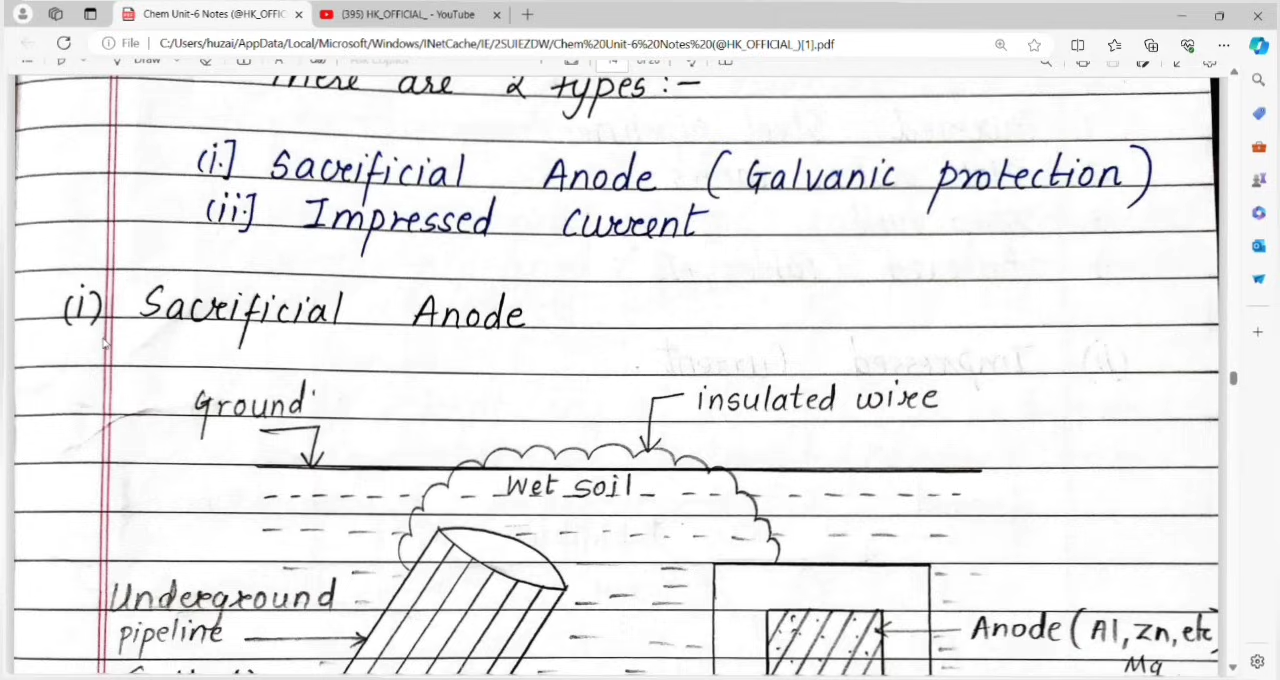 Chem Unit-6 Notes (@HK_OFFIC
(395) HK_OFFICIAL_ - YouTube
File
C:/Users/huzai/AppData/Local/Microsoft/Windows/INetCache/IE/2SUIEZDW/Chem%20Unit-6%20Notes%20(@HK_OFFICIAL_)[1].pdf
Draw
There are 2 types :-
(i.] Sacrificial Anode (Galvanic protection)
(ii.] Impressed Current
(i) Sacrificial Anode
Ground
insulated wire
Wet soil
Underground
pipeline
Anode (Al, Zn, etc
Mg